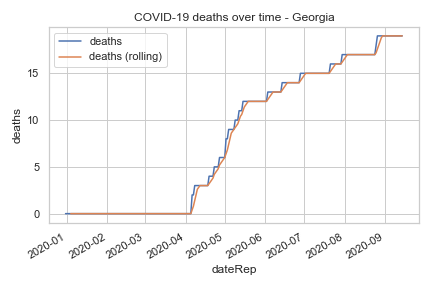 COVID-19 deaths over time - Georgia
deaths
deaths (rolling)
deaths
15
10
5
0
2020-01
2020-02
2020-03
2020-04
2020-05
2020-06
2020-07
2020-08
2020-09
dateRep